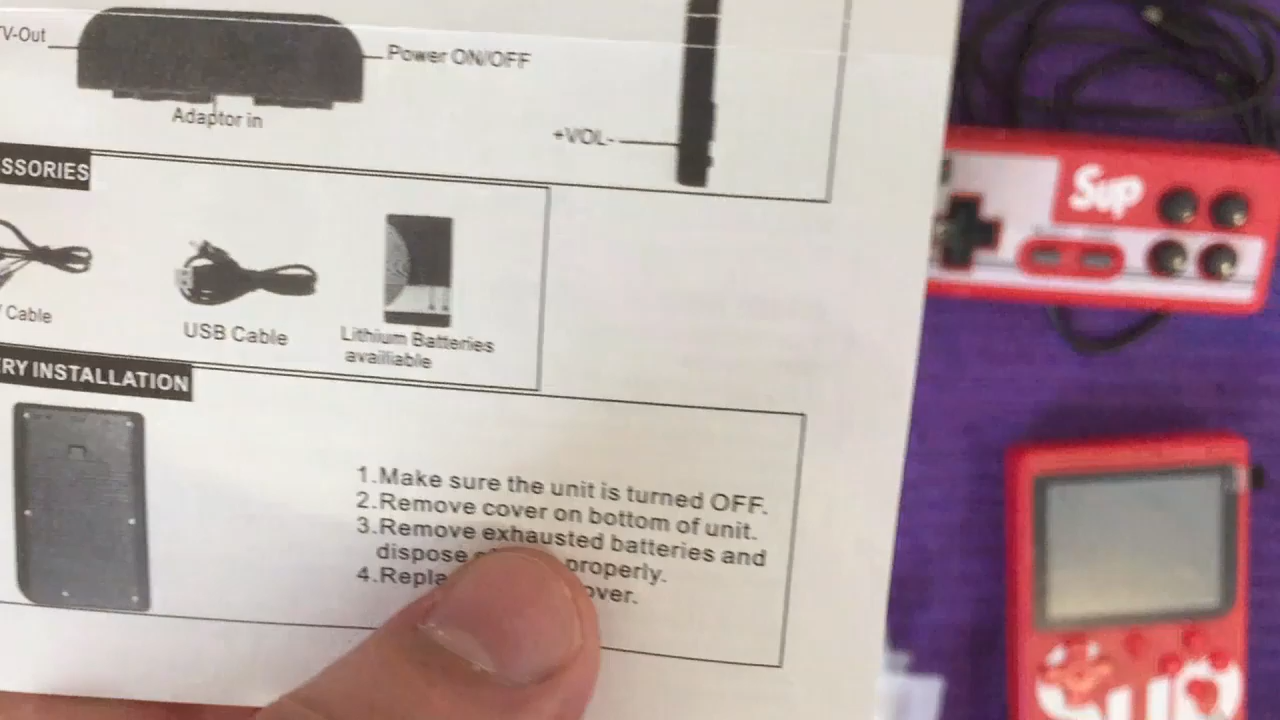 V-Out
Power ON/OFF
Adaptor in
+VOL-
SSORIES
Cable
USB Cable
Lithium Batteries
availiable
RY INSTALLATION
1.Make sure the unit is turned OFF.
2.Remove cover on bottom of unit.
3.Remove exhausted batteries and
dispose properly.
4.Repla over.
Sup
SUP